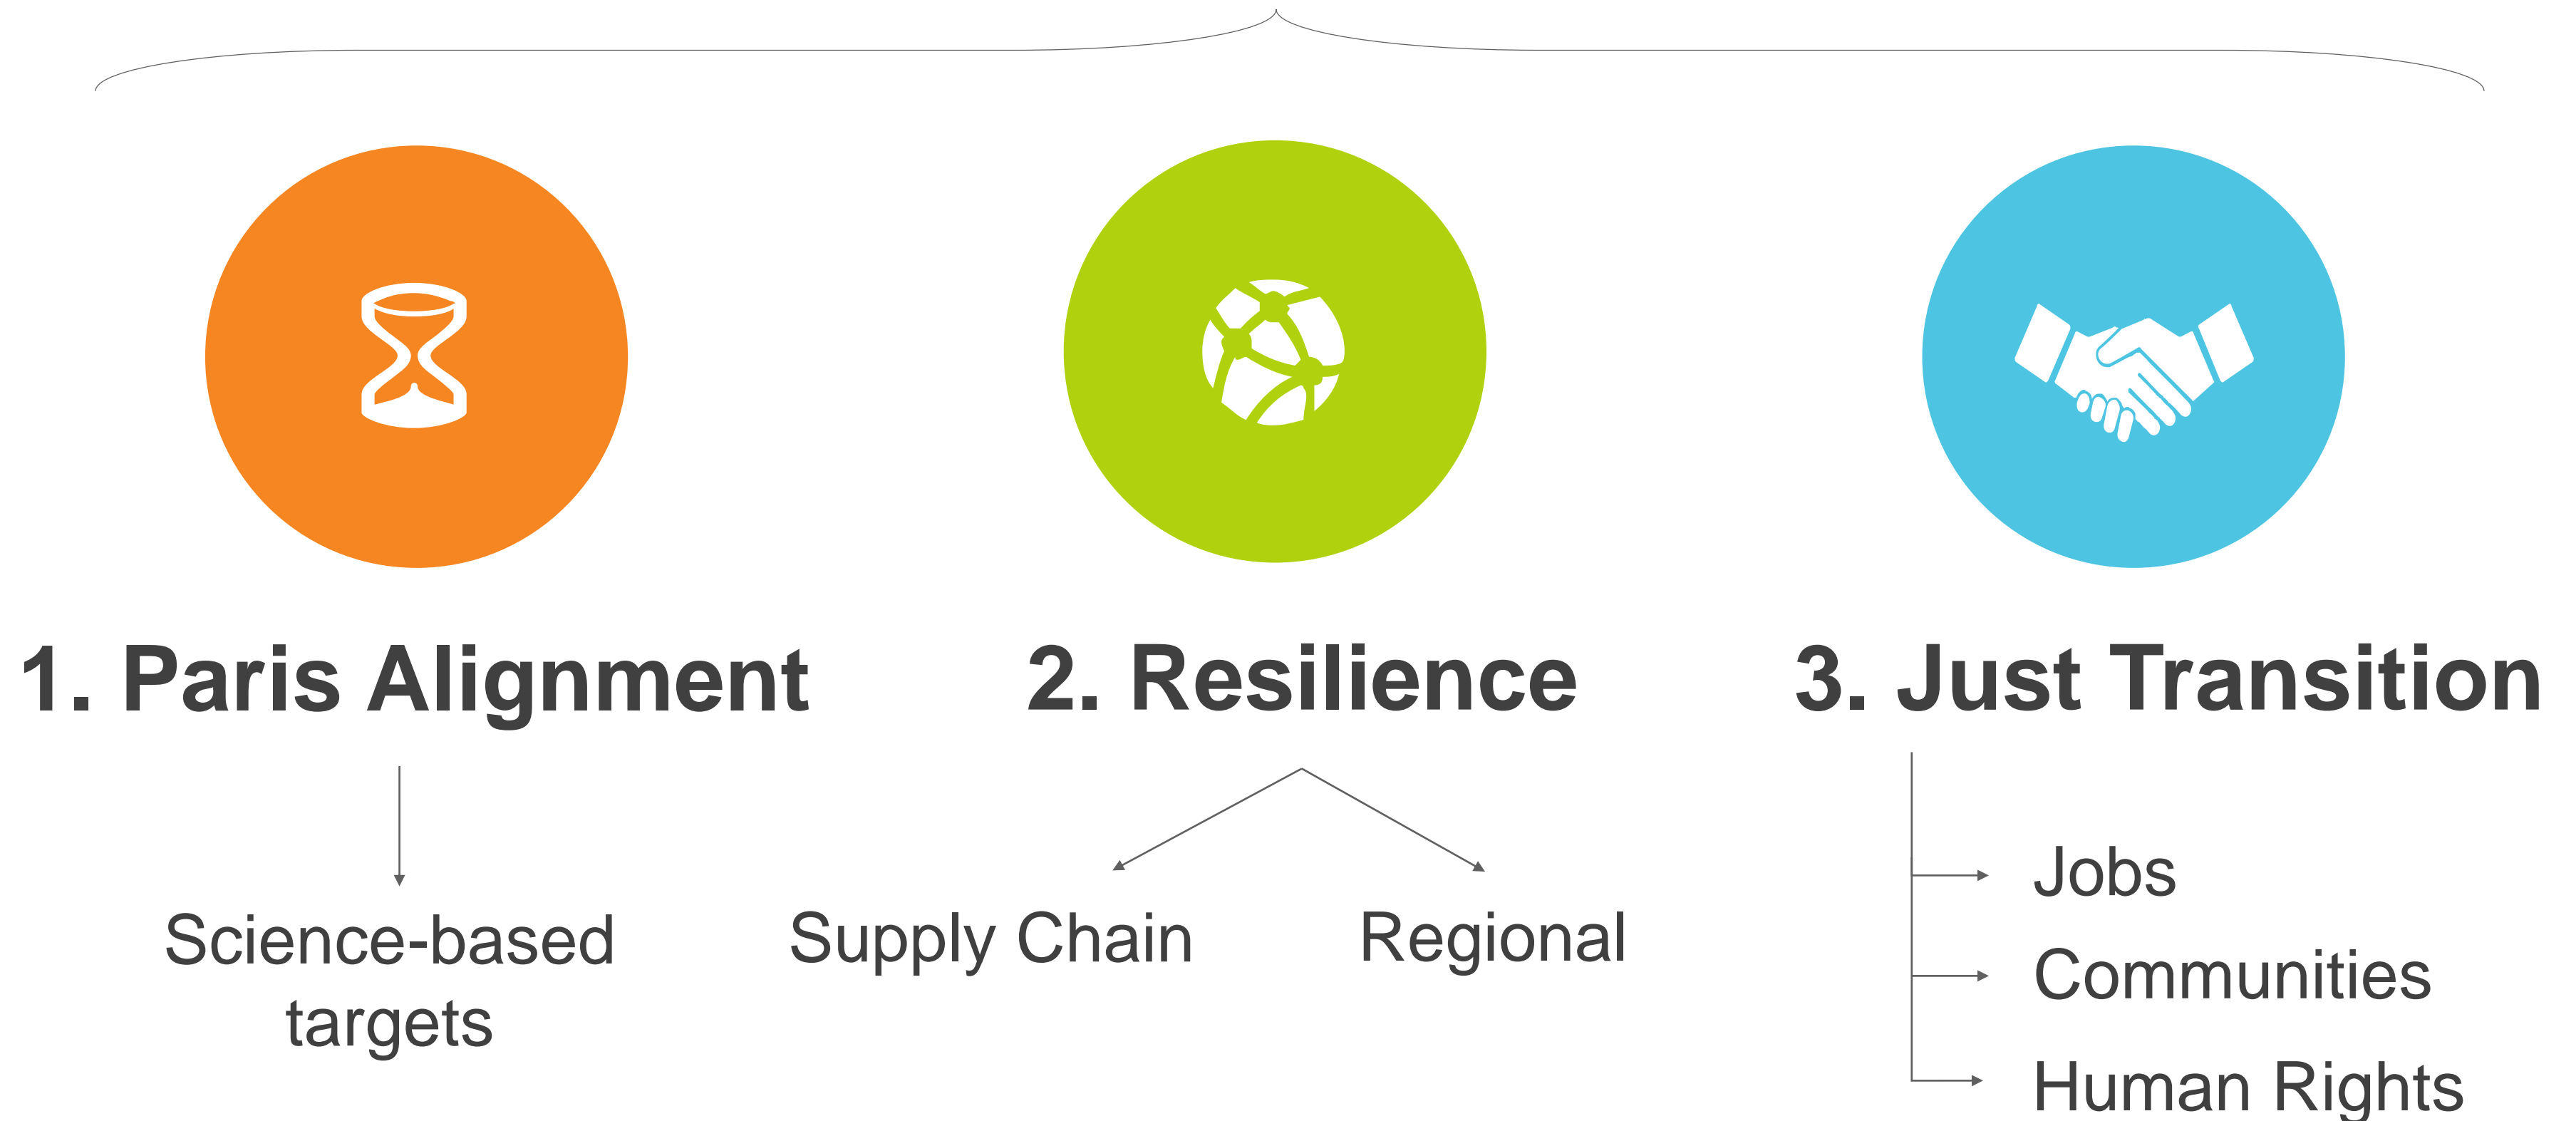 1. Paris Alignment
Science-based
targets
2. Resilience
Supply Chain
Regional
3. Just Transition
Jobs
Communities
Human Rights